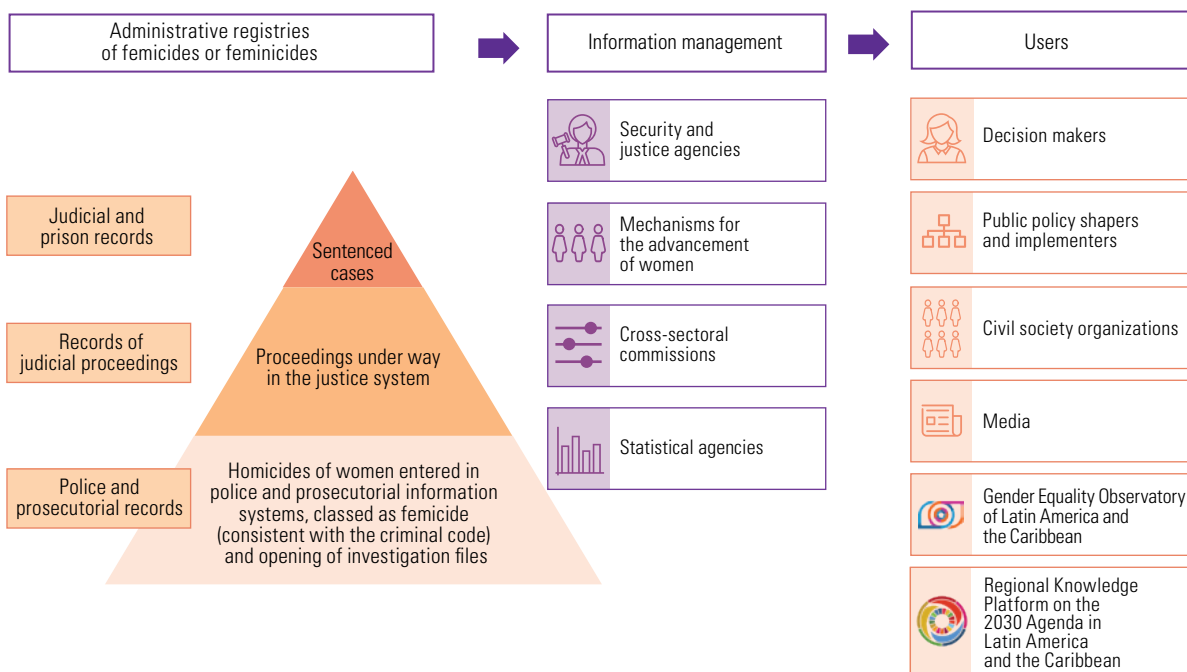 Administrative registries
of femicides or feminicides
Information management
Users
Judicial and
prison records
Records of
judicial proceedings
Police and
prosecutorial records
Sentenced
cases
Proceedings under way
in the justice system
Homicides of women entered in
police and prosecutorial information
systems, classed as femicide
(consistent with the criminal code)
and opening of investigation files
Security and
justice agencies
Mechanisms for
the advancement
of women
Cross-sectoral
commissions
Statistical agencies
Decision makers
Public policy shapers
and implementers
Civil society organizations
Media
Gender Equality Observatory
of Latin America and
the Caribbean
Regional Knowledge
Platform on the
2030 Agenda in
Latin America
and the Caribbean